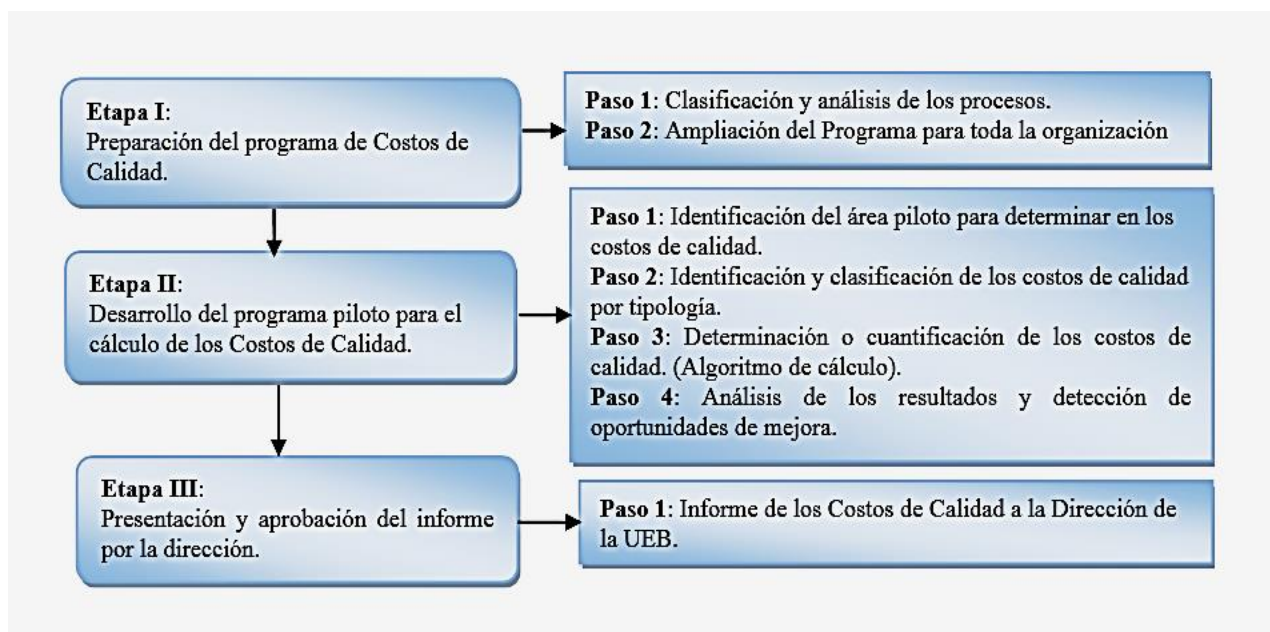 Etapa I:
Preparación del programa de Costos de
Calidad.
Paso 1: Clasificación y análisis de los procesos.
Paso 2: Ampliación del Programa para toda la organización
Etapa II:
Desarrollo del programa piloto para el
cálculo de los Costos de Calidad.
Paso 1: Identificación del área piloto para determinar en los
costos de calidad.
Paso 2: Identificación y clasificación de los costos de calidad
por tipología.
Paso 3: Determinación o cuantificación de los costos de
calidad. (Algoritmo de cálculo).
Paso 4: Análisis de los resultados y detección de
oportunidades de mejora.
Etapa III:
Presentación y aprobación del informe
por la dirección.
Paso 1: Informe de los Costos de Calidad a la Dirección de
la UEB.